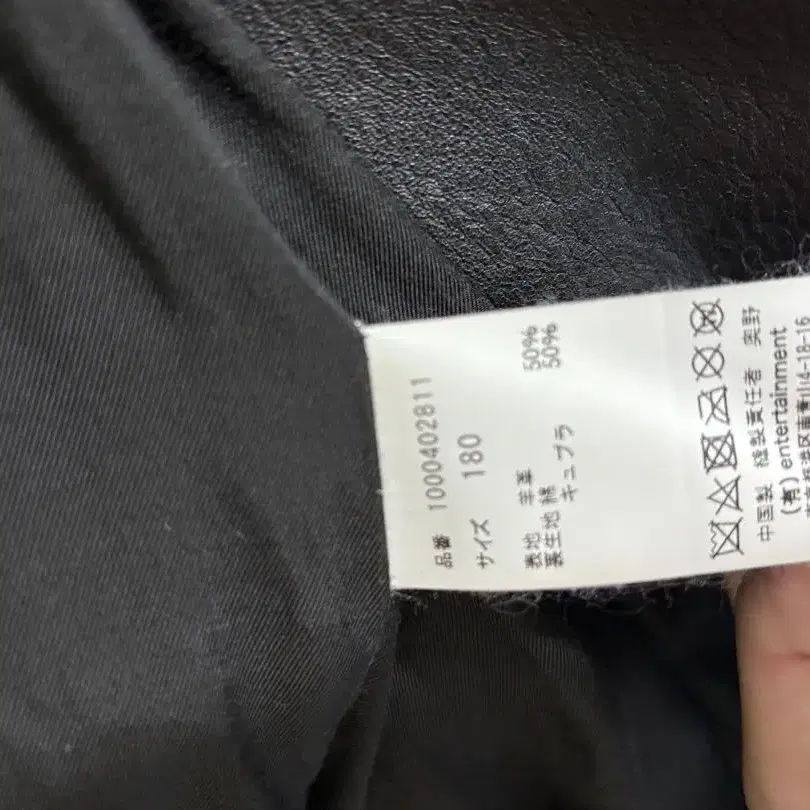 品番 1000402811
サイズ 180
表地 羊革
裏生地 綿 50%
キュプラ 50%
中国製 縫製責任者 奥野
(有) entertainment